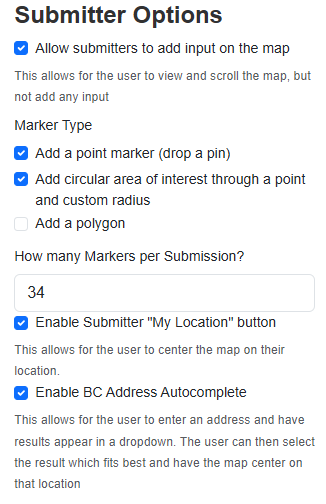 Submitter Options
Allow submitters to add input on the map
This allows for the user to view and scroll the map, but
not add any input
Marker Type
Add a point marker (drop a pin)
Add circular area of interest through a point
and custom radius
Add a polygon
How many Markers per Submission?
34
Enable Submitter "My Location" button
This allows for the user to center the map on their
location.
Enable BC Address Autocomplete
This allows for the user to enter an address and have
results appear in a dropdown. The user can then select
the result which fits best and have the map center on
that location